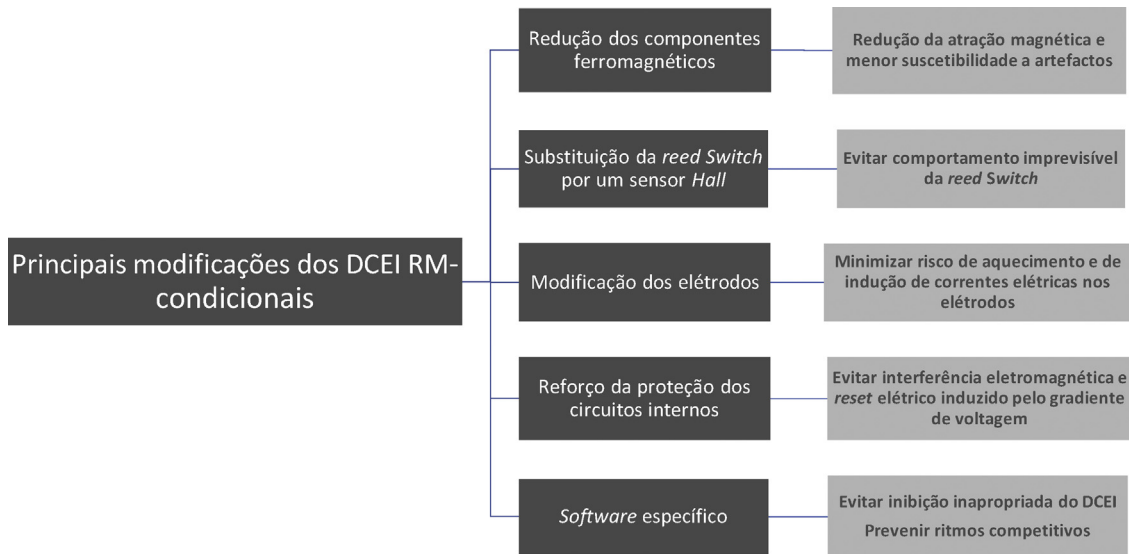 Principais modificações dos DCEI RM-
condicionais
Redução dos componentes
ferromagnéticos
Redução da atração magnética e
menor suscetibilidade a artefactos
Substituição da reed Switch
por um sensor Hall
Evitar comportamento imprevisível
da reed Switch
Modificação dos elétrodos
Minimizar risco de aquecimento e de
indução de correntes elétricas nos
elétrodos
Reforço da proteção dos
circuitos internos
Evitar interferência eletromagnética e
reset elétrico induzido pelo gradiente
de voltagem
Software específico
Evitar inibição inapropriada do DCEI
Prevenir ritmos competitivos